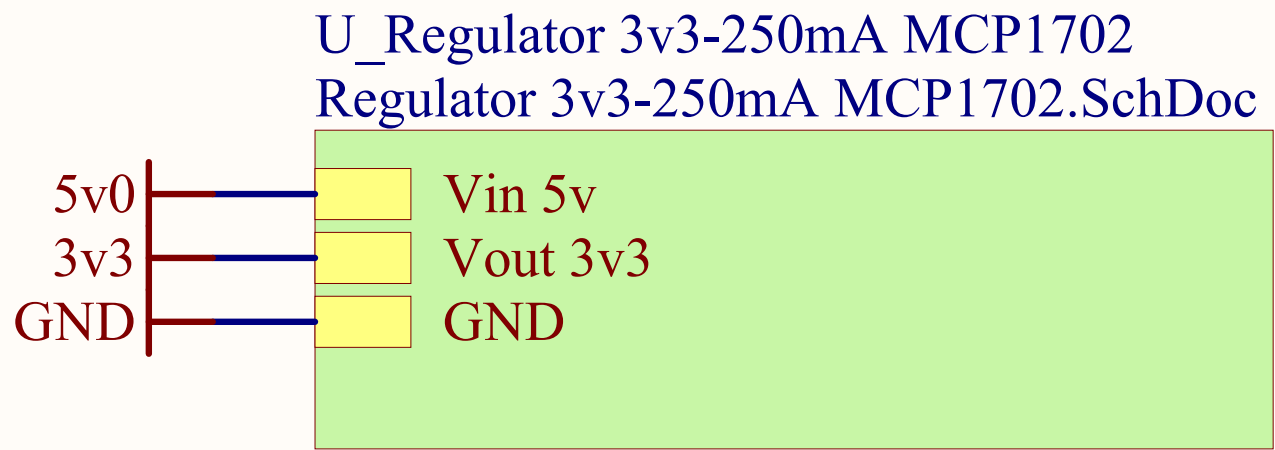 U_Regulator 3v3-250mA MCP1702
Regulator 3v3-250mA MCP1702.SchDoc
5v0 Vin 5v
3v3 Vout 3v3
GND GND